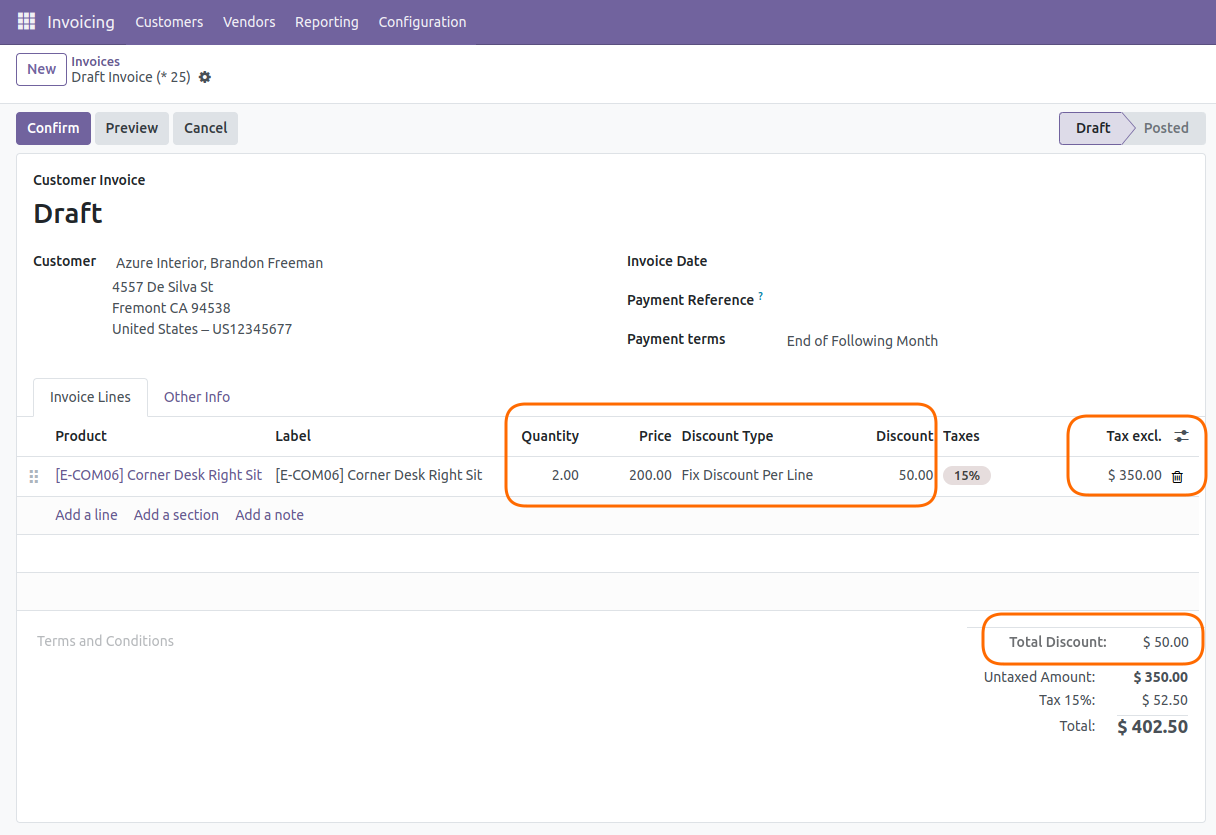 Invoicing Customers Vendors Reporting Configuration
New
Invoices
Draft Invoice (* 25)
Confirm Preview Cancel
Draft Posted
Customer Invoice
Draft
Customer Azure Interior, Brandon Freeman
4557 De Silva St
Fremont CA 94538
United States – US12345677
Invoice Date
Payment Reference ?
Payment terms End of Following Month
Invoice Lines Other Info
Product Label Quantity Price Discount Type Discount Taxes Tax excl.
[E-COM06] Corner Desk Right Sit [E-COM06] Corner Desk Right Sit 2.00 200.00 Fix Discount Per Line 50.00 15% $ 350.00
Add a line Add a section Add a note
Terms and Conditions
Total Discount: $ 50.00
Untaxed Amount: $ 350.00
Tax 15%: $ 52.50
Total: $ 402.50